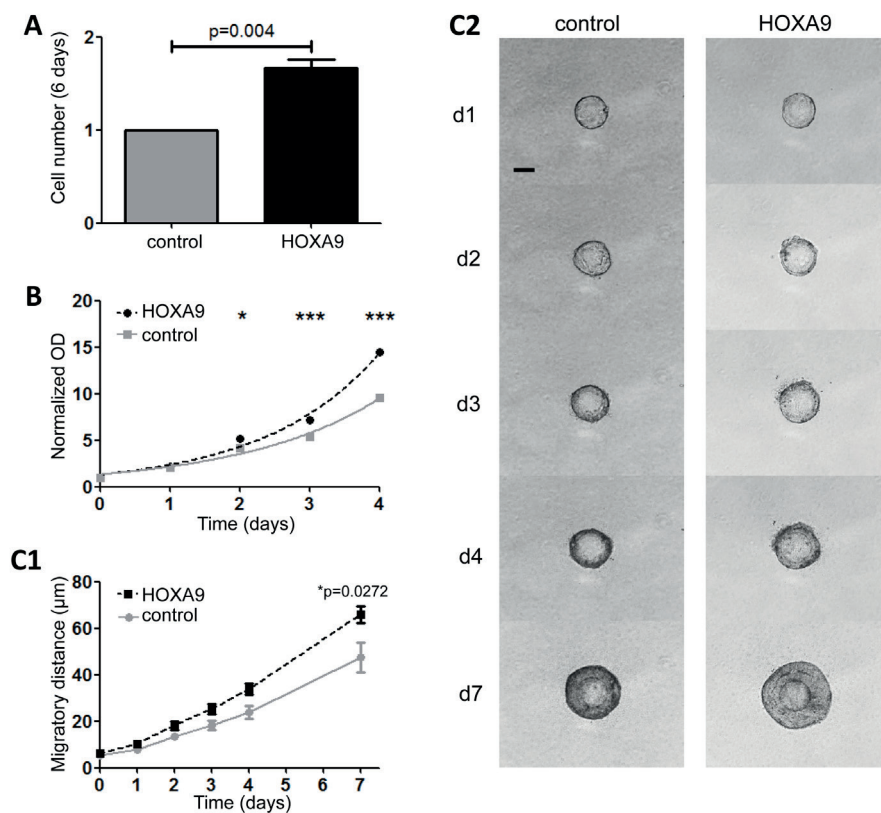 A
Cell number (6 days)
2
1
0
p=0.004
control
HOXA9
B
Normalized OD
20
15
10
5
0
HOXA9
control
*
***
***
0
1
2
3
4
Time (days)
C1
Migratory distance (µm)
80
60
40
20
0
HOXA9
control
*p=0.0272
0
1
2
3
4
5
6
7
Time (days)
C2
control
HOXA9
d1
d2
d3
d4
d7